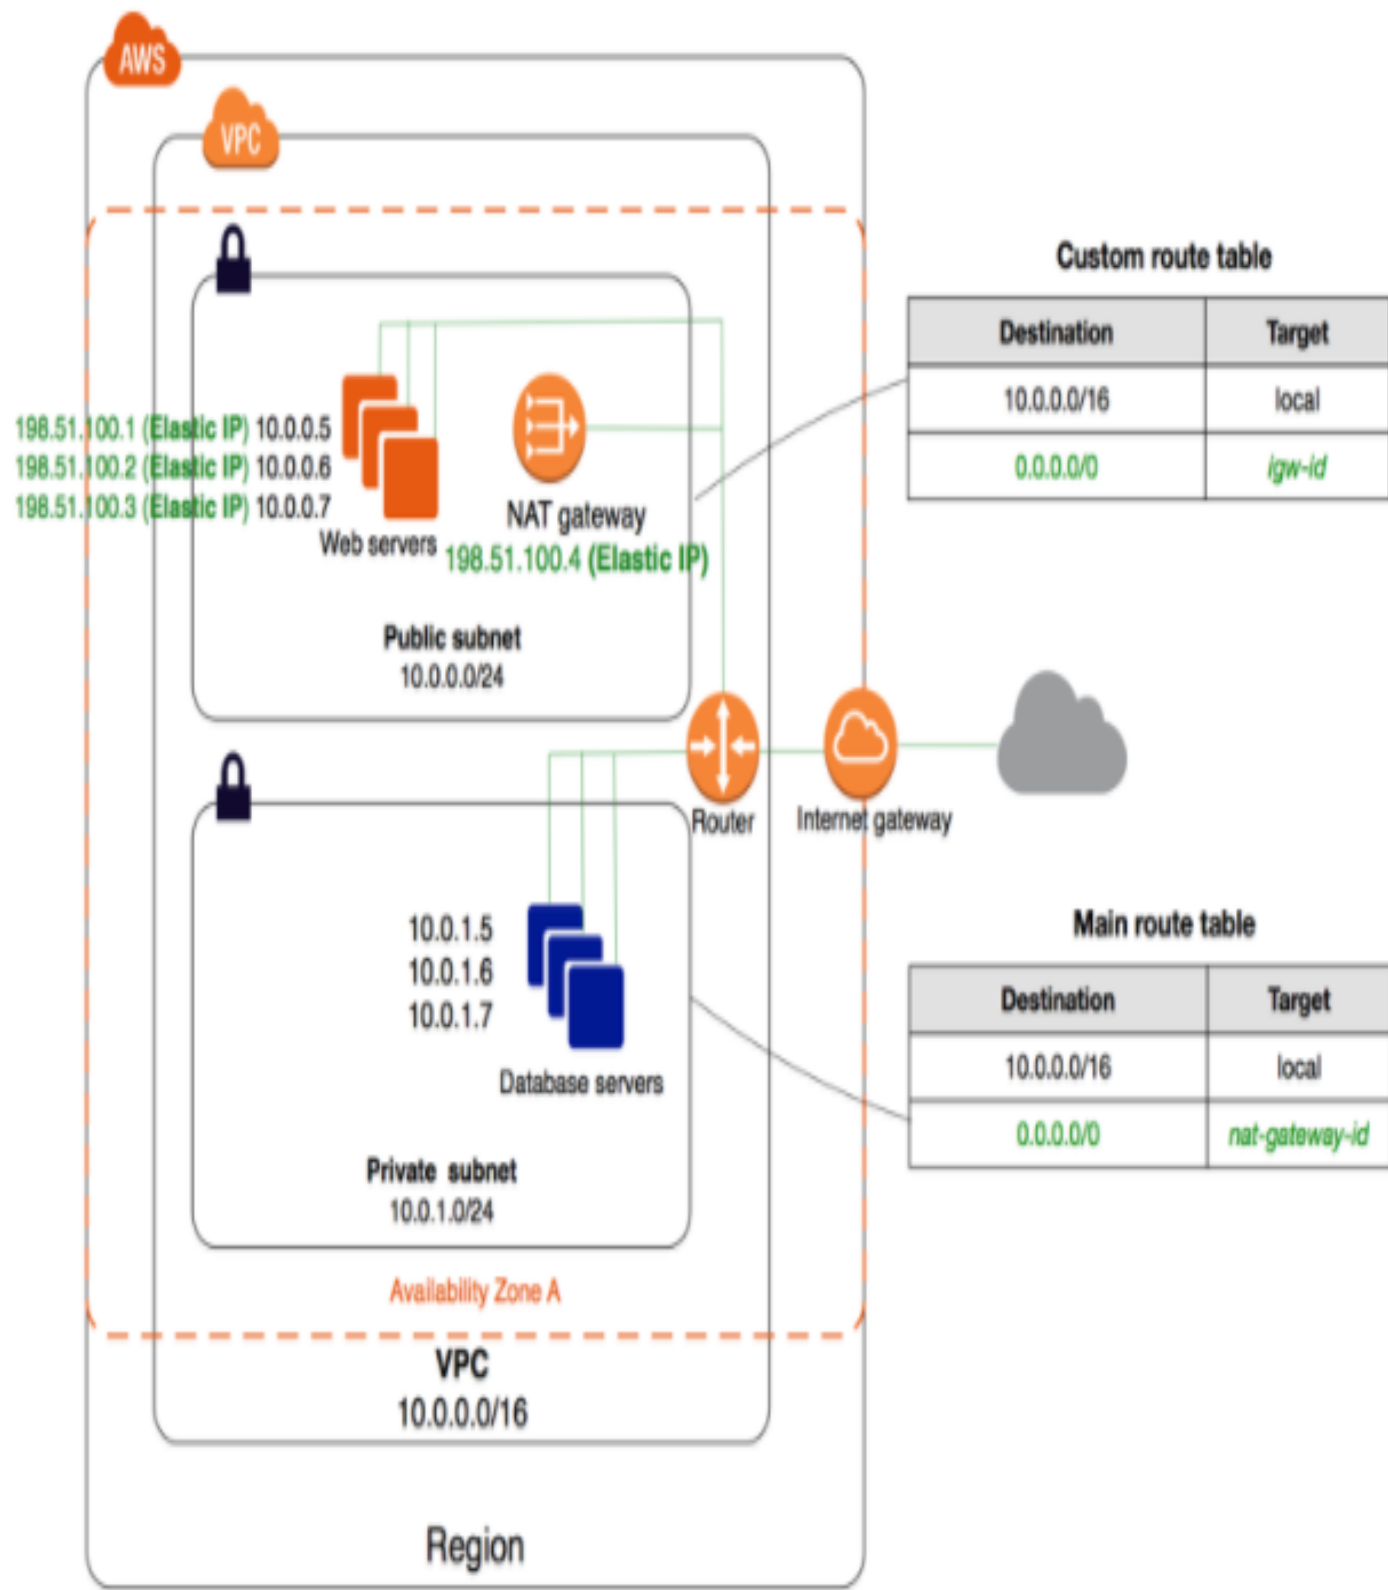 AWS
VPC
Custom route table
Destination Target
10.0.0.0/16 local
0.0.0.0/0 igw-id
198.51.100.1 (Elastic IP) 10.0.0.5
198.51.100.2 (Elastic IP) 10.0.0.6
198.51.100.3 (Elastic IP) 10.0.0.7
Web servers
NAT gateway
198.51.100.4 (Elastic IP)
Public subnet
10.0.0.0/24
Router
Internet gateway
10.0.1.5
10.0.1.6
10.0.1.7
Database servers
Main route table
Destination Target
10.0.0.0/16 local
0.0.0.0/0 nat-gateway-id
Private subnet
10.0.1.0/24
Availability Zone A
VPC
10.0.0.0/16
Region